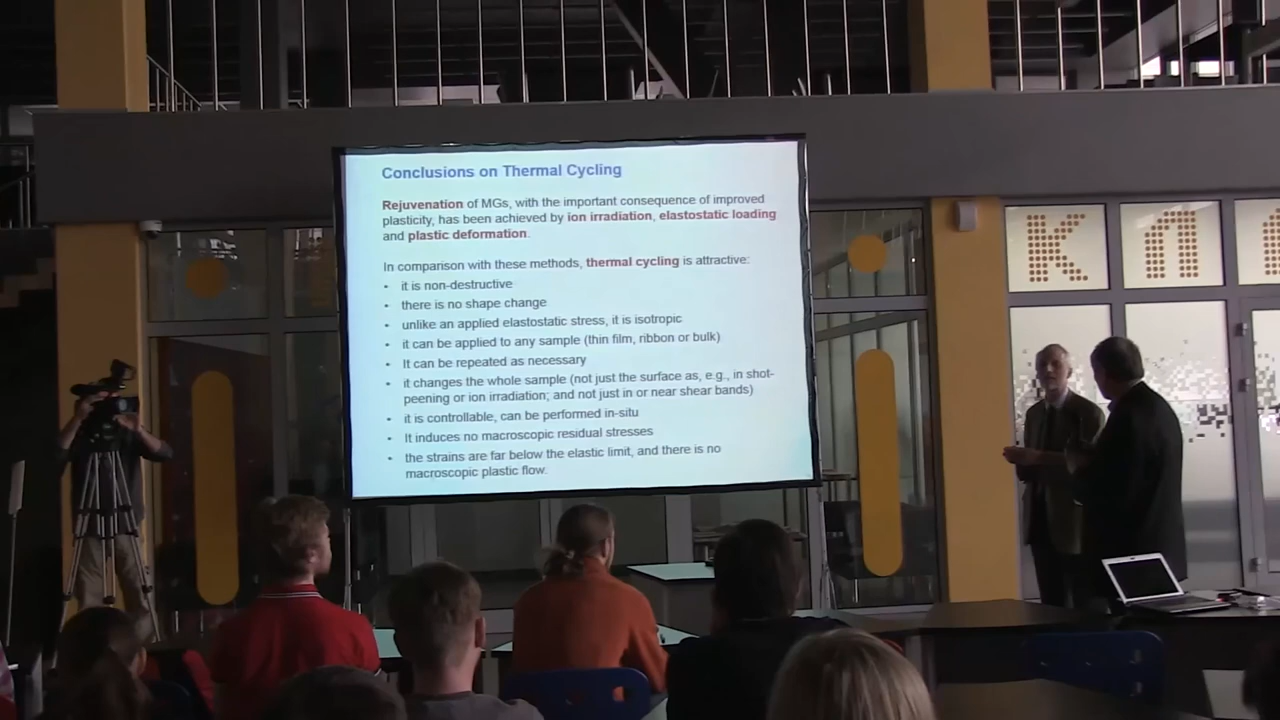 Conclusions on Thermal Cycling
Rejuvenation of MGs, with the important consequence of improved
plasticity, has been achieved by ion irradiation, elastostatic loading
and plastic deformation.
In comparison with these methods, thermal cycling is attractive:
• it is non-destructive
• there is no shape change
• unlike an applied elastostatic stress, it is isotropic
• it can be applied to any sample (thin film, ribbon or bulk)
• It can be repeated as necessary
• it changes the whole sample (not just the surface as, e.g., in shot-
peening or ion irradiation; and not just in or near shear bands)
• it is controllable, can be performed in-situ
• It induces no macroscopic residual stresses
• the strains are far below the elastic limit, and there is no
macroscopic plastic flow.
КЛ